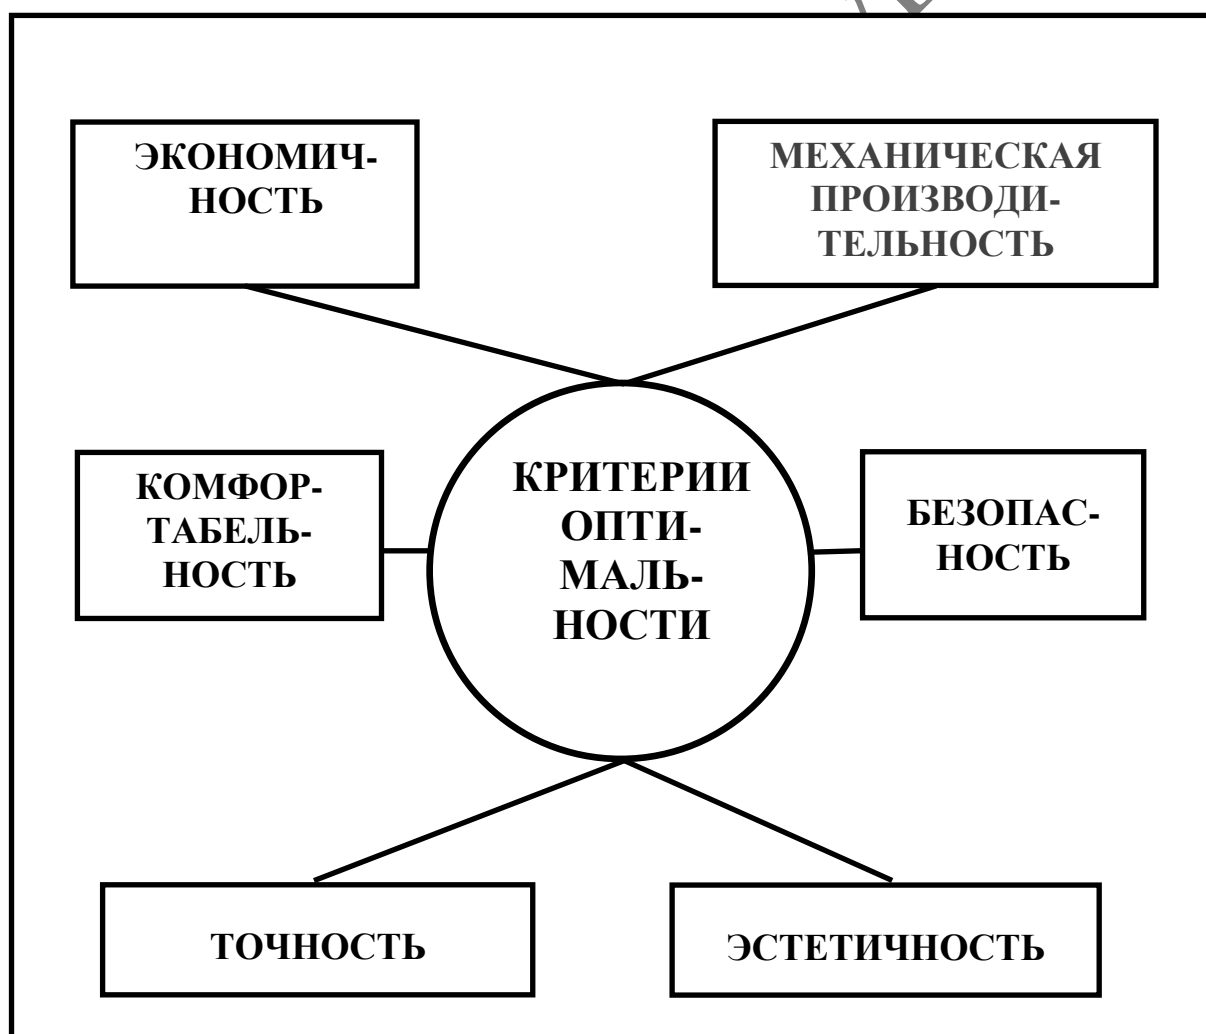 ЭКОНОМИЧ-
НОСТЬ
МЕХАНИЧЕСКАЯ
ПРОИЗВОДИ-
ТЕЛЬНОСТЬ
КОМФОР-
ТАБЕЛЬ-
НОСТЬ
КРИТЕРИИ
ОПТИ-
МАЛЬ-
НОСТИ
БЕЗОПАС-
НОСТЬ
ТОЧНОСТЬ
ЭСТЕТИЧНОСТЬ